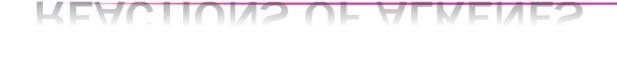 REACTIONS OF ALKENES